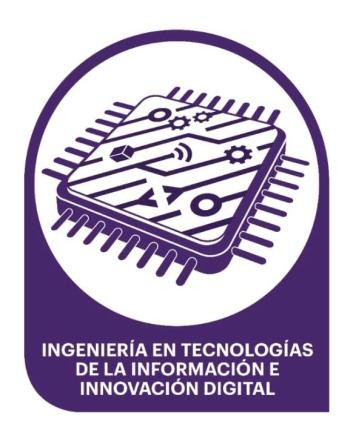 INGENIERÍA EN TECNOLOGÍAS
DE LA INFORMACIÓN E
INNOVACIÓN DIGITAL